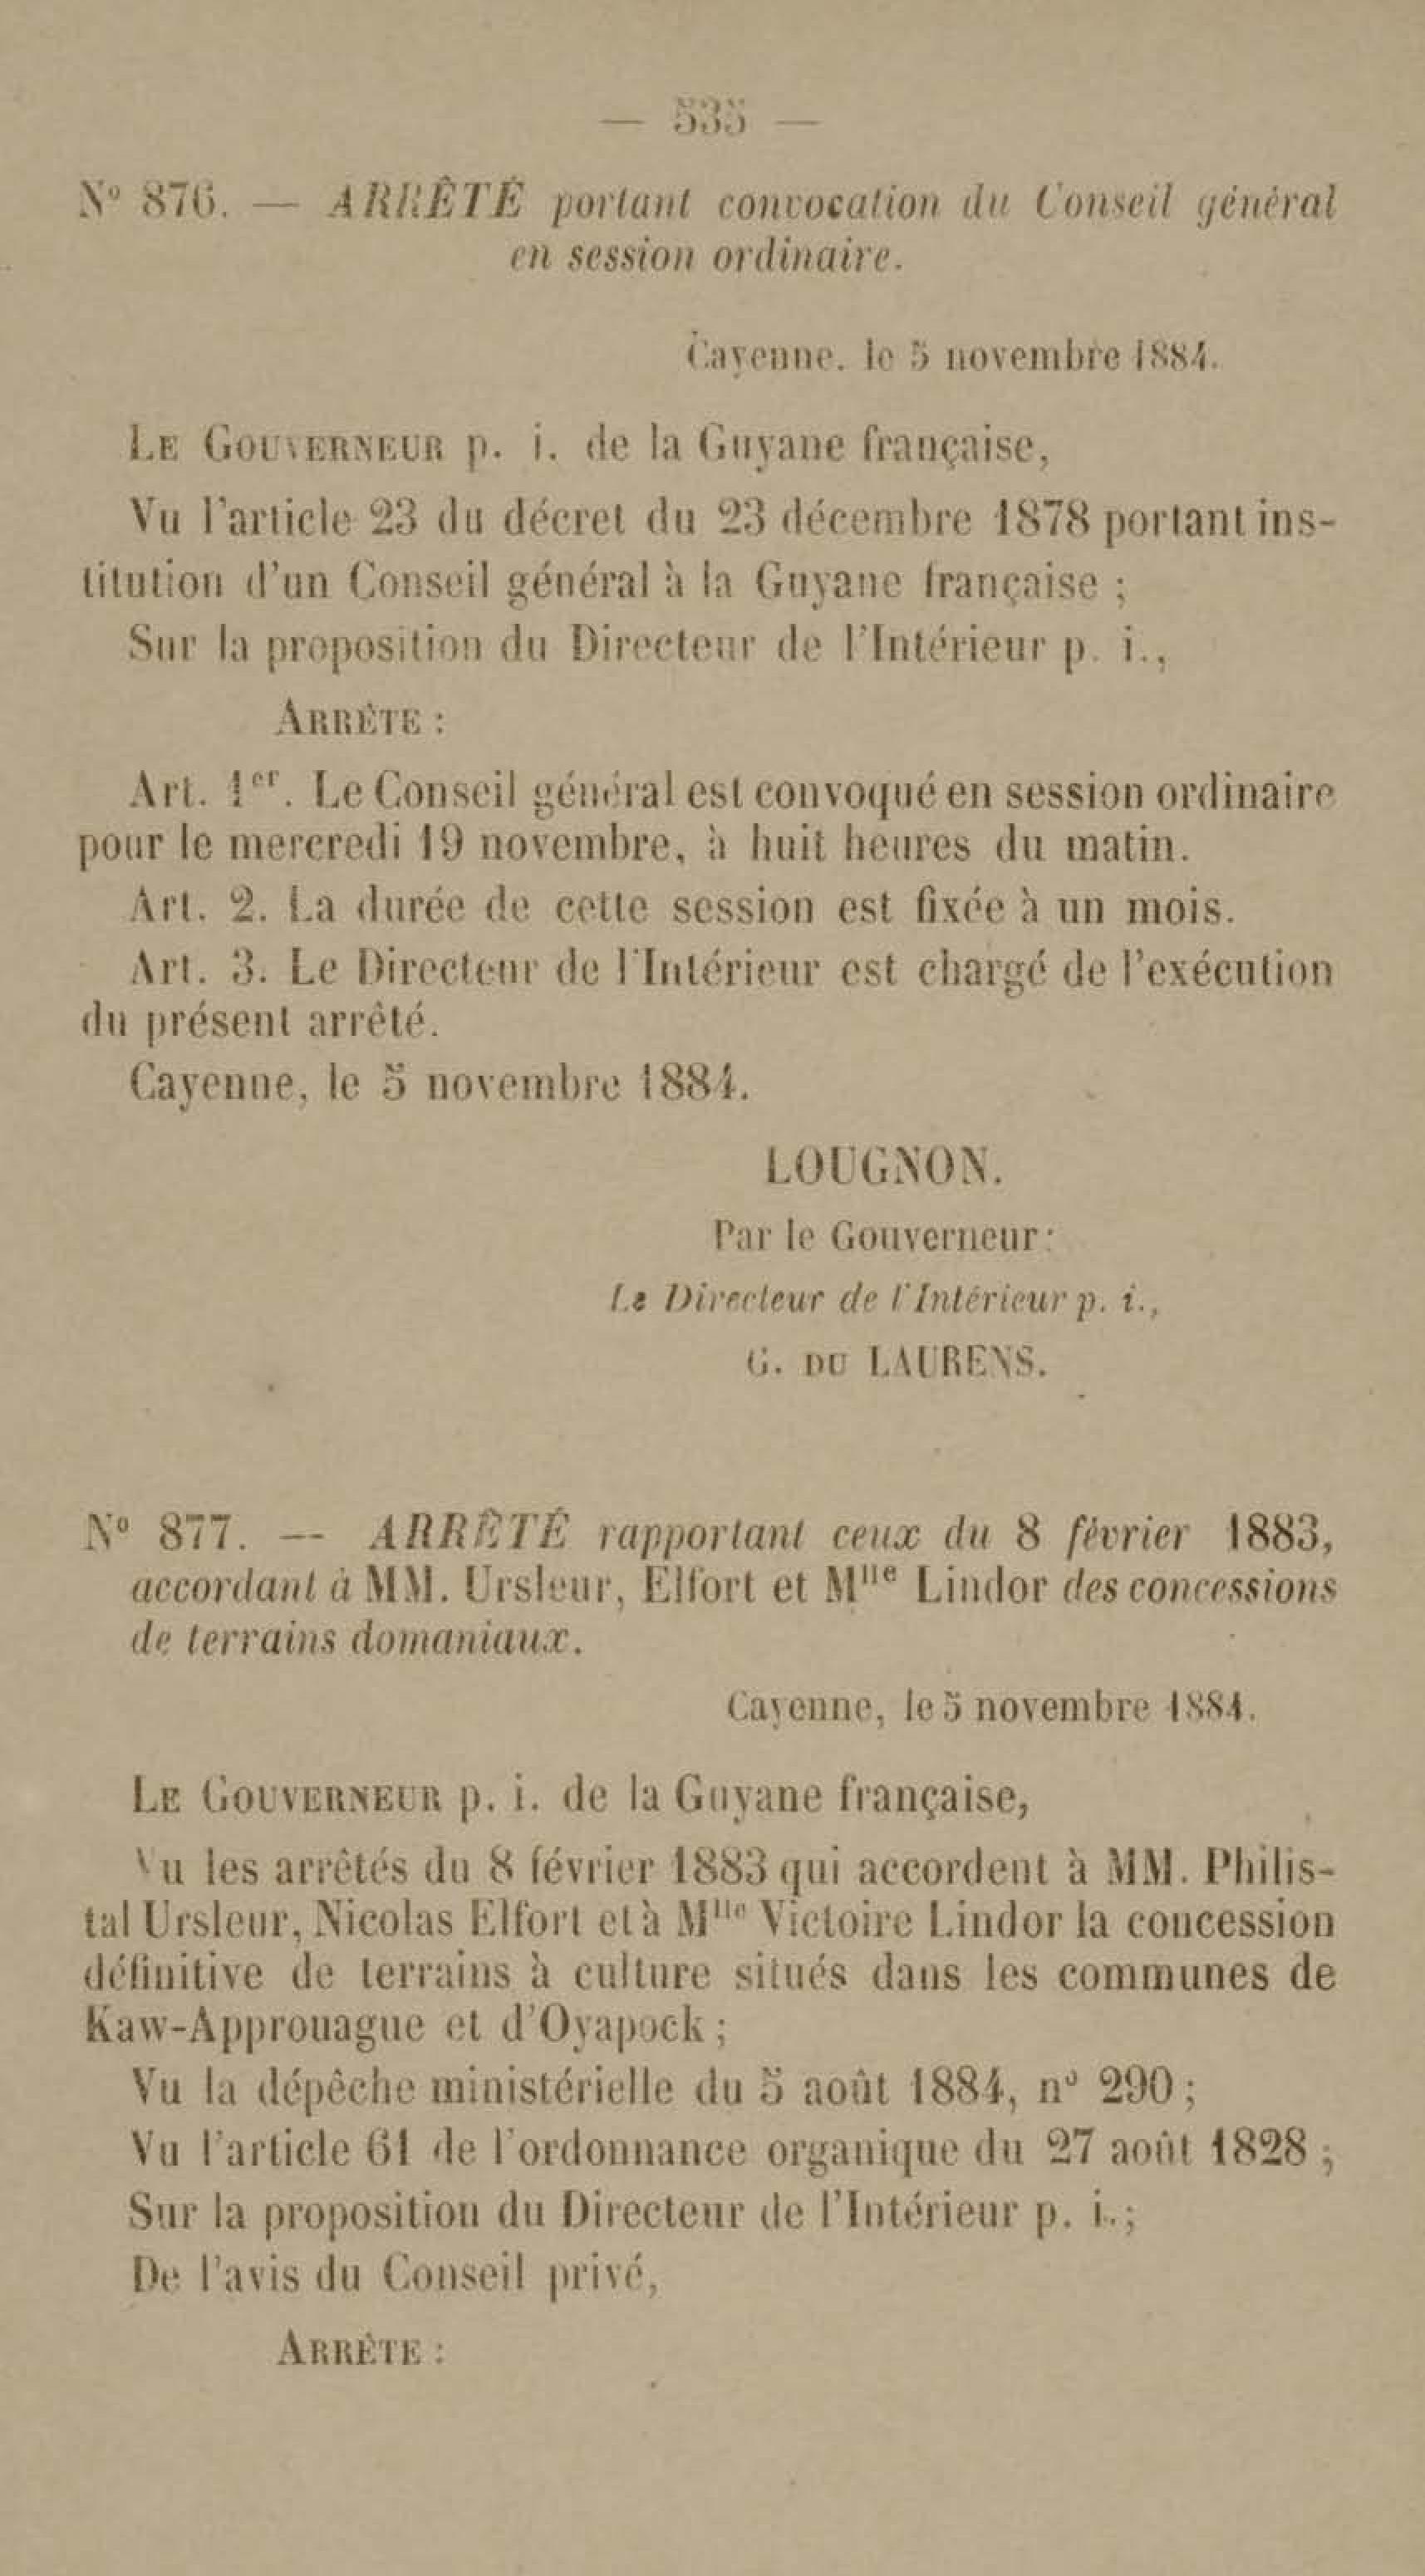 — 535 —
N° 876. — ARRÊTÉ portant convocation du Conseil général
en session ordinaire.
Cayenne, le 5 novembre 1884.
LE GOUVERNEUR p. i. de la Guyane française,
Vu l'article 23 du décret du 23 décembre 1878 portant ins-
titution d'un Conseil général à la Guyane française ;
Sur la proposition du Directeur de l'Intérieur p. i.,
ARRÊTE :
Art. 1er. Le Conseil général est convoqué en session ordinaire
pour le mercredi 19 novembre, à huit heures du matin.
Art. 2. La durée de cette session est fixée à un mois.
Art. 3. Le Directeur de l'Intérieur est chargé de l'exécution
du présent arrêté.
Cayenne, le 5 novembre 1884.
LOUGNON.
Par le Gouverneur:
Le Directeur de l'Intérieur p. i.,
G. DU LAURENS.
N° 877. — ARRÊTÉ rapportant ceux du 8 février 1883,
accordant à MM. Ursleur, Elfort et Mlle Lindor des concessions
de terrains domaniaux.
Cayenne, le 5 novembre 1884.
LE GOUVERNEUR p. i. de la Guyane française,
Vu les arrêtés du 8 février 1883 qui accordent à MM. Philis-
tal Ursleur, Nicolas Elfort et à Mlle Victoire Lindor la concession
définitive de terrains à culture situés dans les communes de
Kaw-Approuague et d'Oyapock ;
Vu la dépêche ministérielle du 5 août 1884, n° 290 ;
Vu l'article 61 de l'ordonnance organique du 27 août 1828 ;
Sur la proposition du Directeur de l'Intérieur p. i. ;
De l'avis du Conseil privé,
ARRÊTE :